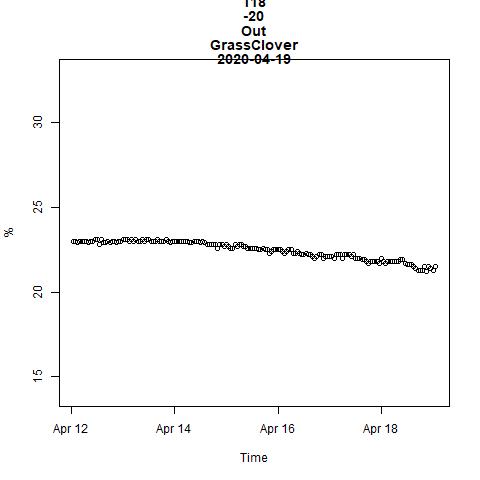 T18
-20
Out
GrassClover
2020-04-19
%
30
25
20
15
Apr 12
Apr 14
Apr 16
Apr 18
Time